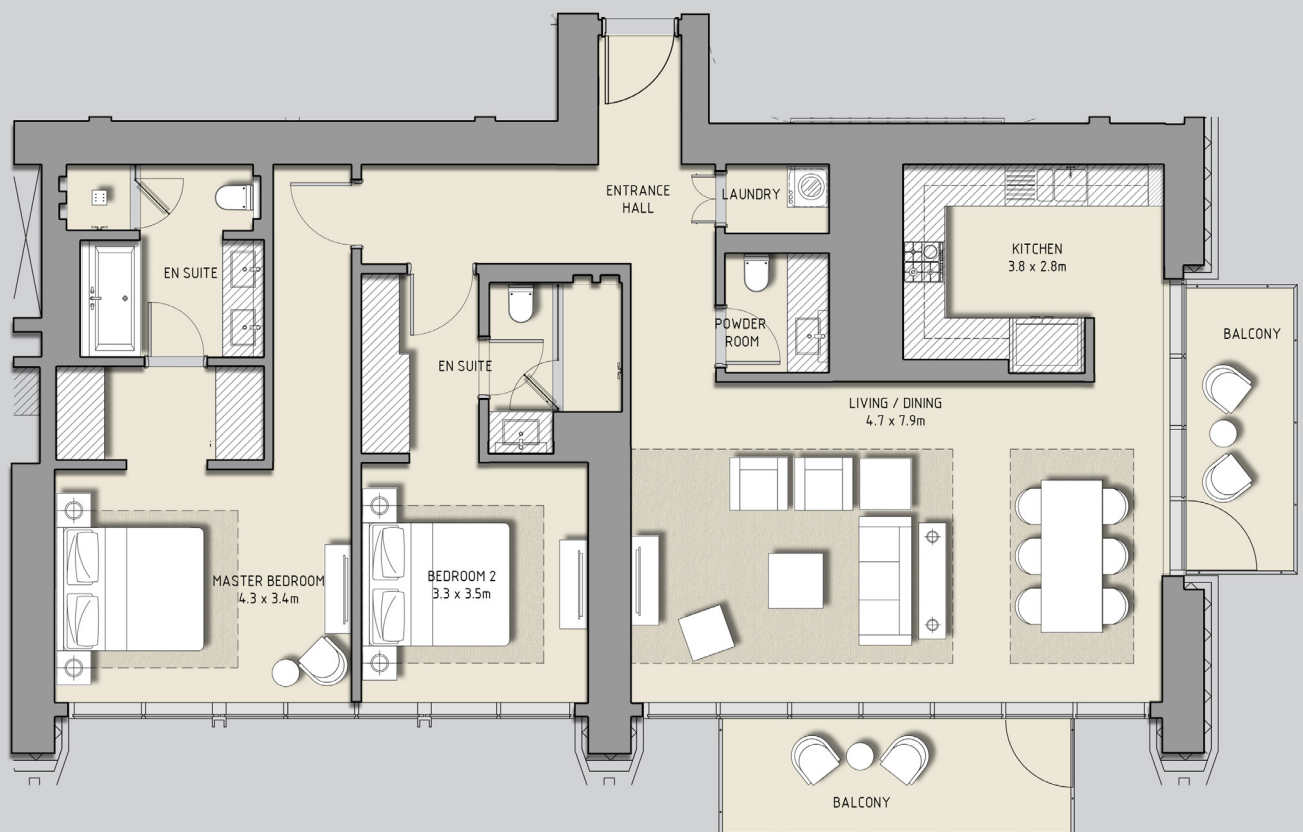 ENTRANCE
HALL
LAUNDRY
KITCHEN
3.8 x 2.8m
EN SUITE
POWDER
ROOM
BALCONY
EN SUITE
LIVING / DINING
4.7 x 7.9m
MASTER BEDROOM
4.3 x 3.4m
BEDROOM 2
3.3 x 3.5m
BALCONY